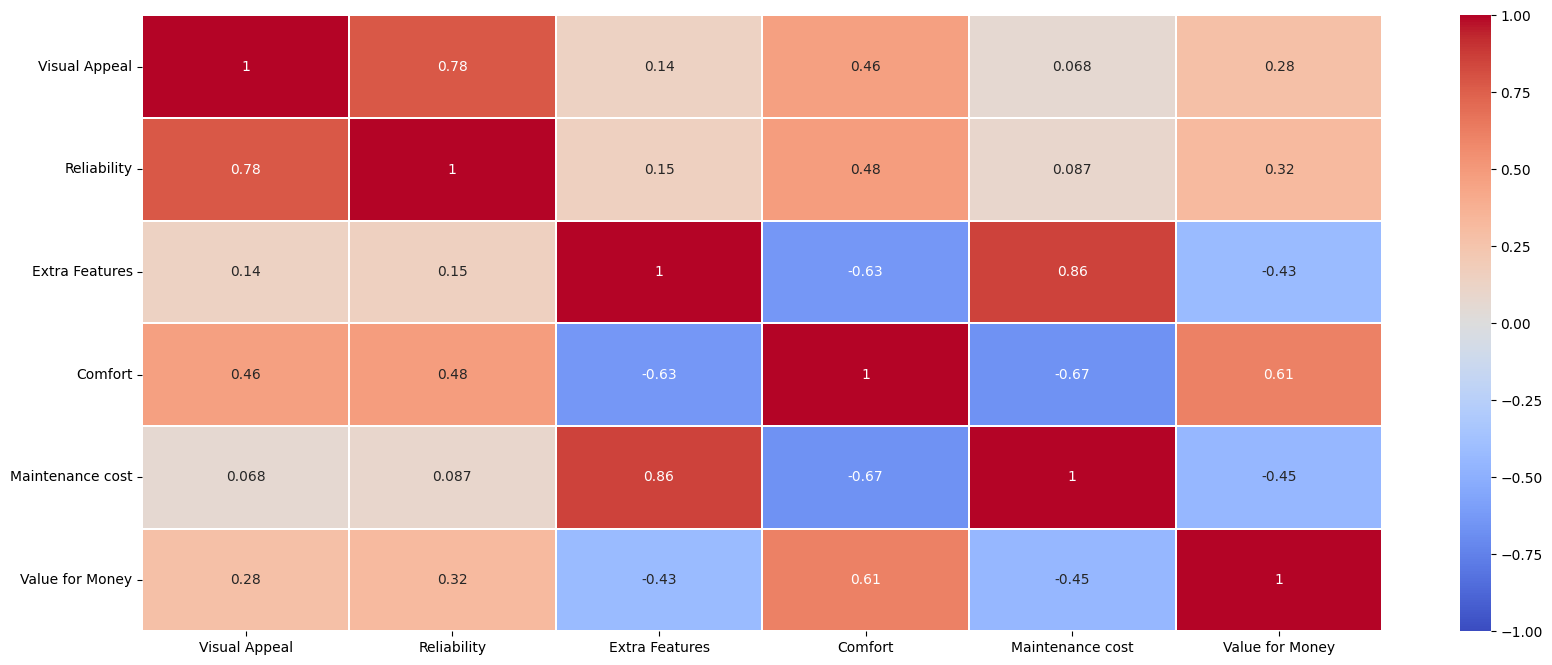 Visual Appeal 1 0.78 0.14 0.46 0.068 0.28
Reliability 0.78 1 0.15 0.48 0.087 0.32
Extra Features 0.14 0.15 1 -0.63 0.86 -0.43
Comfort 0.46 0.48 -0.63 1 -0.67 0.61
Maintenance cost 0.068 0.087 0.86 -0.67 1 -0.45
Value for Money 0.28 0.32 -0.43 0.61 -0.45 1
Visual Appeal Reliability Extra Features Comfort Maintenance cost Value for Money
1.00
0.75
0.50
0.25
0.00
−0.25
−0.50
−0.75
−1.00